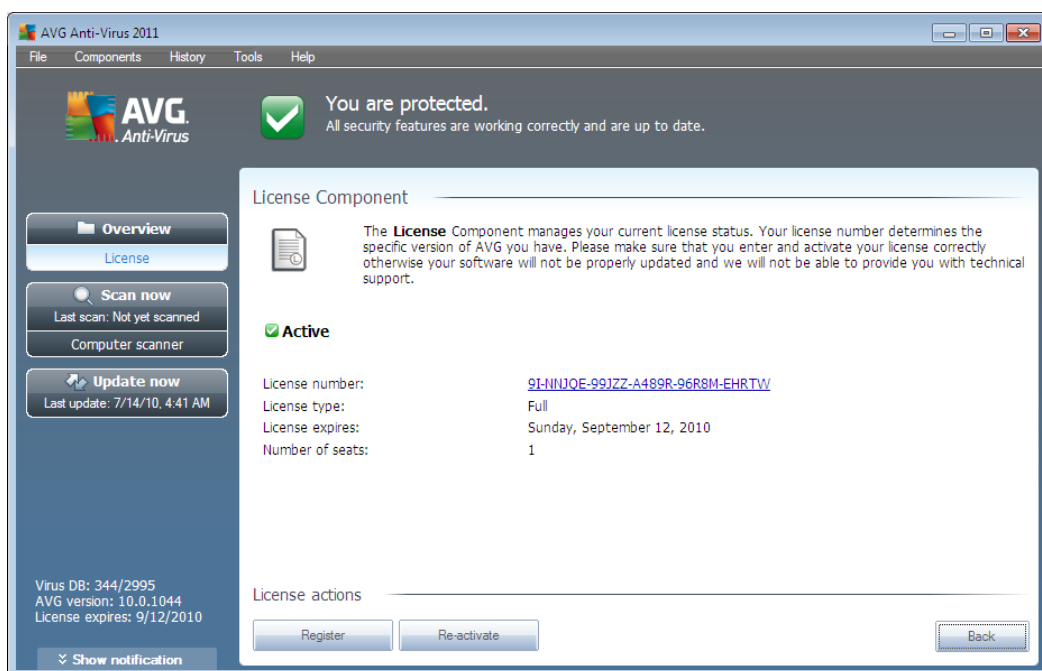 AVG Anti-Virus 2011
File Components History Tools Help
AVG.
Anti-Virus
You are protected.
All security features are working correctly and are up to date.
Overview
License
Scan now
Last scan: Not yet scanned
Computer scanner
Update now
Last update: 7/14/10, 4:41 AM
Virus DB: 344/2995
AVG version: 10.0.1044
License expires: 9/12/2010
Show notification
License Component
The License Component manages your current license status. Your license number determines the
specific version of AVG you have. Please make sure that you enter and activate your license correctly
otherwise your software will not be properly updated and we will not be able to provide you with technical
support.
Active
License number: 9I-NNJQE-99JZZ-A489R-96R8M-EHRTW
License type: Full
License expires: Sunday, September 12, 2010
Number of seats: 1
License actions
Register Re-activate Back